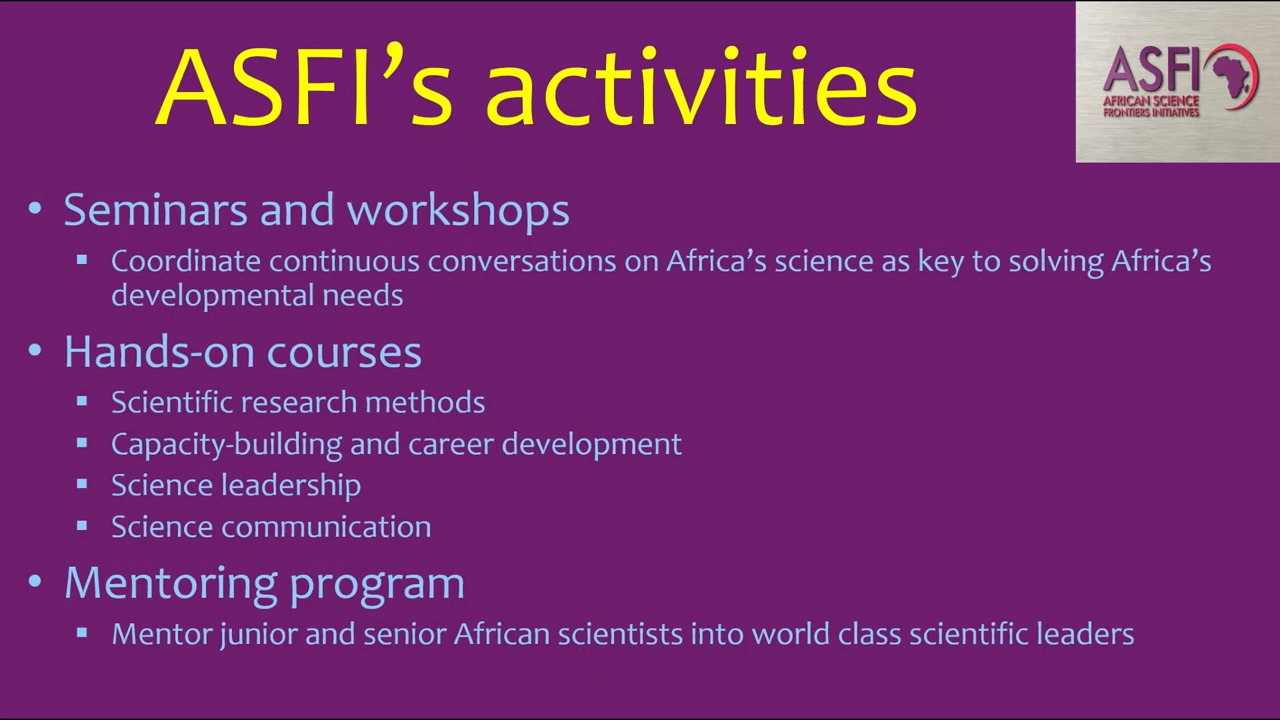 ASFI’s activities
ASFI
AFRICAN SCIENCE
FRONTIERS INITIATIVES
• Seminars and workshops
▪ Coordinate continuous conversations on Africa’s science as key to solving Africa’s
developmental needs
• Hands-on courses
▪ Scientific research methods
▪ Capacity-building and career development
▪ Science leadership
▪ Science communication
• Mentoring program
▪ Mentor junior and senior African scientists into world class scientific leaders